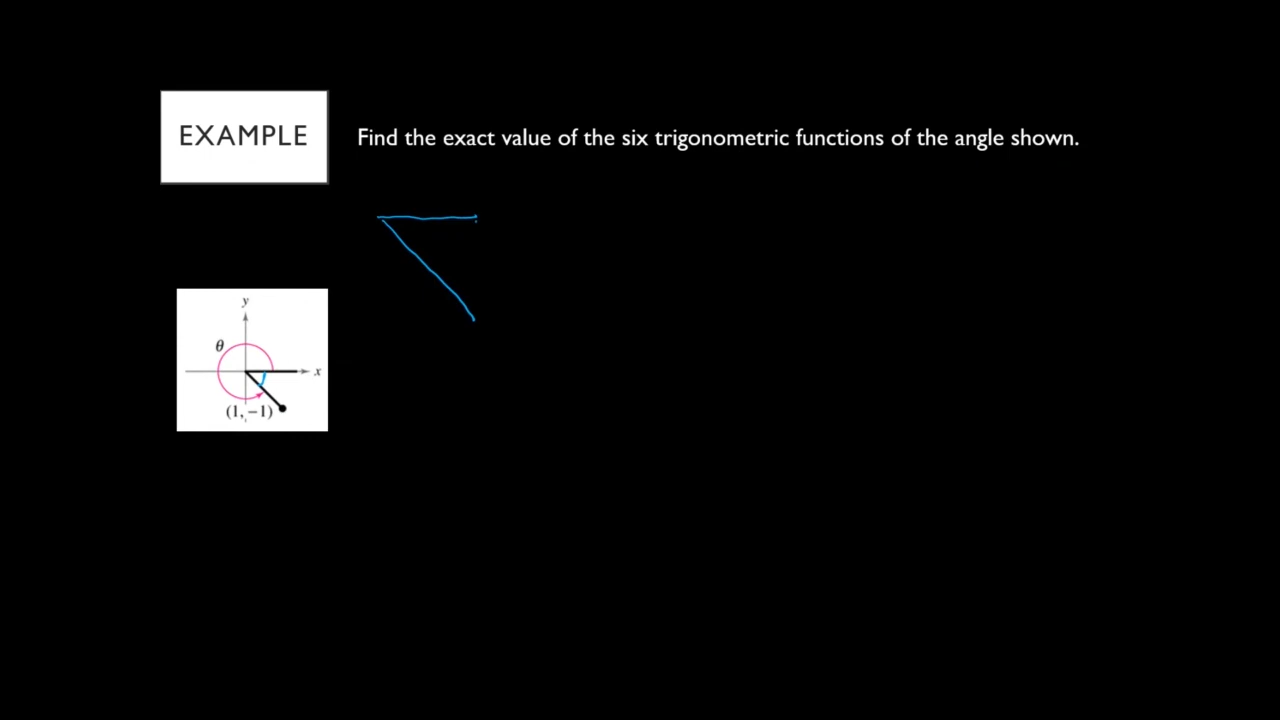 EXAMPLE
Find the exact value of the six trigonometric functions of the angle shown.
y
θ
x
(1, −1)